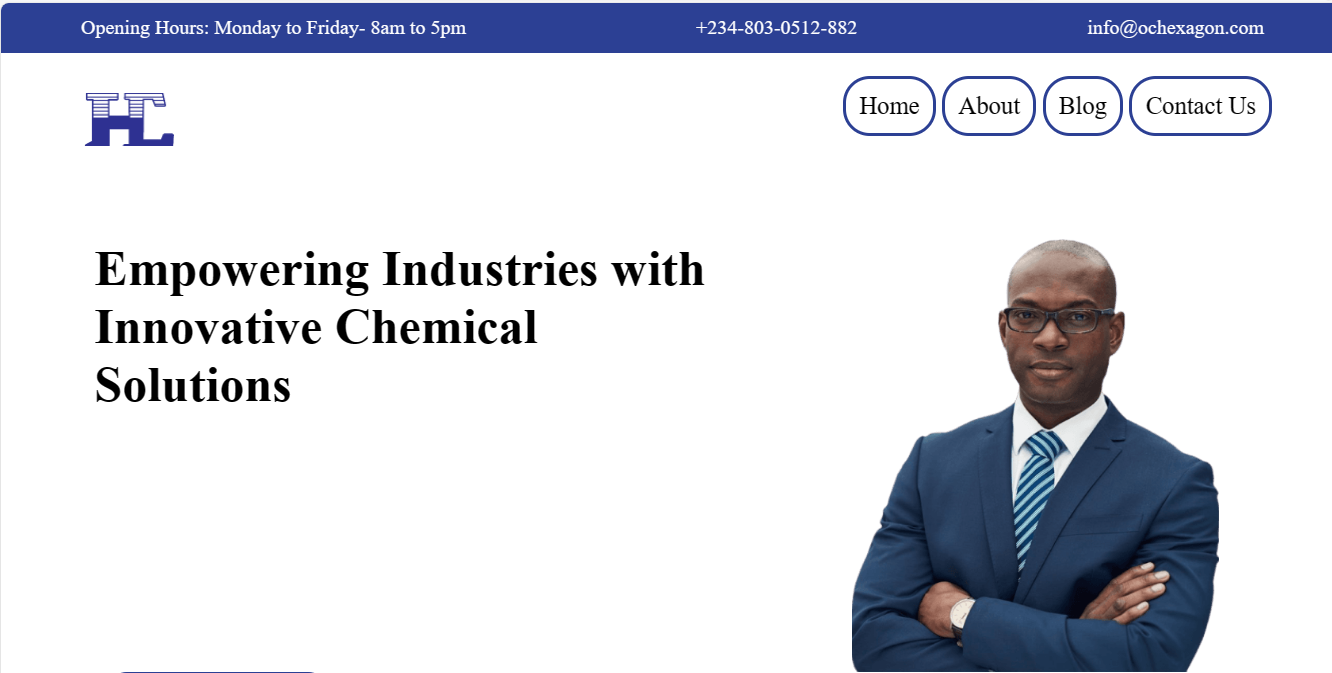 Opening Hours: Monday to Friday- 8am to 5pm
+234-803-0512-882
info@ochexagon.com
HC
Home
About
Blog
Contact Us
Empowering Industries with
Innovative Chemical
Solutions